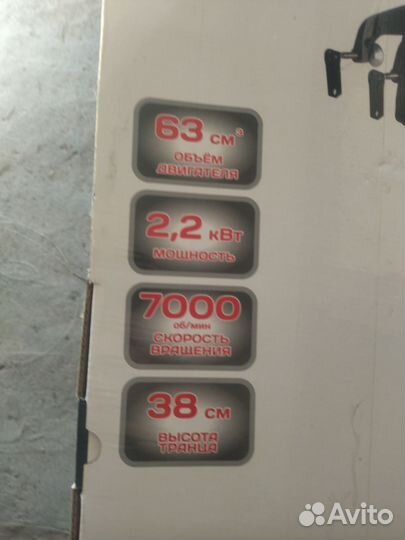 63 см³
ОБЪЁМ
ДВИГАТЕЛЯ
2,2 кВт
МОЩНОСТЬ
7000
об/мин
СКОРОСТЬ
ВРАЩЕНИЯ
38 см
ВЫСОТА
ТРАНЦА
Avito